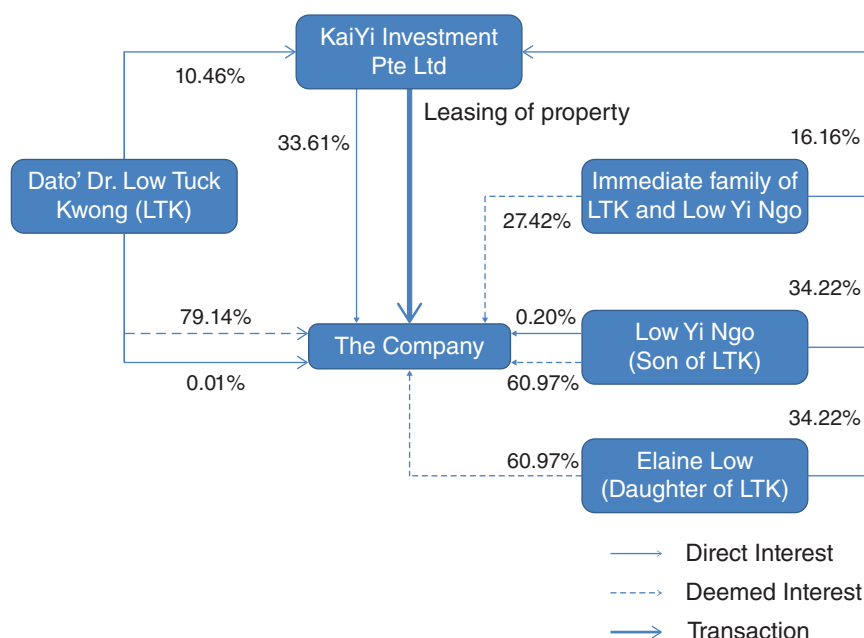 KaiYi Investment
Pte Ltd
10.46%
Leasing of property
33.61%
16.16%
Dato' Dr. Low Tuck
Kwong (LTK)
Immediate family of
LTK and Low Yi Ngo
27.42%
34.22%
79.14%
0.20%
The Company
Low Yi Ngo
(Son of LTK)
0.01%
60.97%
34.22%
60.97%
Elaine Low
(Daughter of LTK)
Direct Interest
Deemed Interest
Transaction